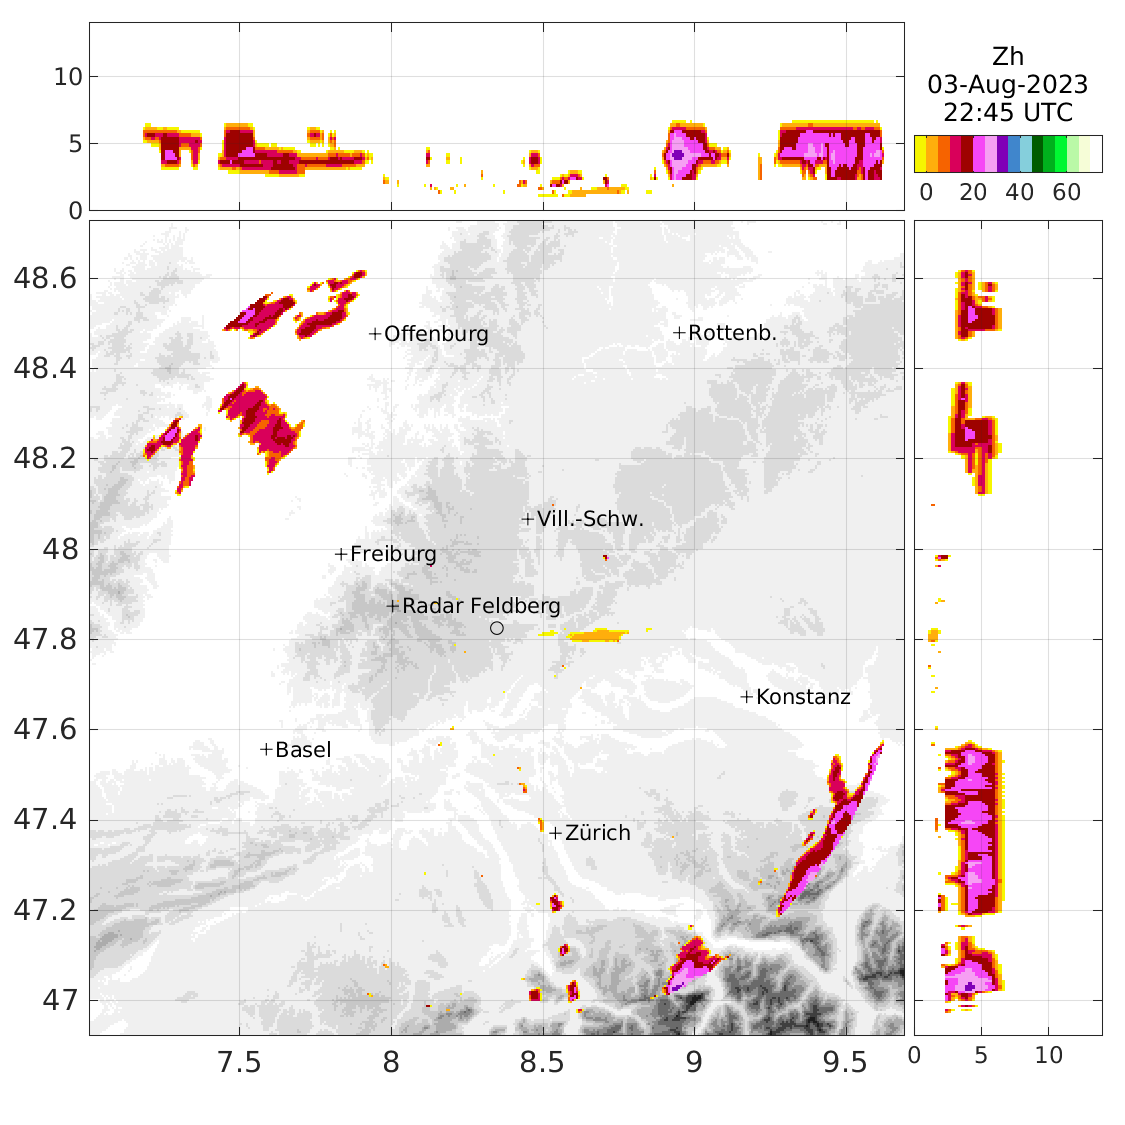 10
5
0
Zh
03-Aug-2023
22:45 UTC
0 20 40 60
48.6
48.4
48.2
48
47.8
47.6
47.4
47.2
47
+Offenburg
+Rottenb.
+Vill.-Schw.
+Freiburg
+Radar Feldberg
+Konstanz
+Basel
+Zürich
7.5 8 8.5 9 9.5
0 5 10